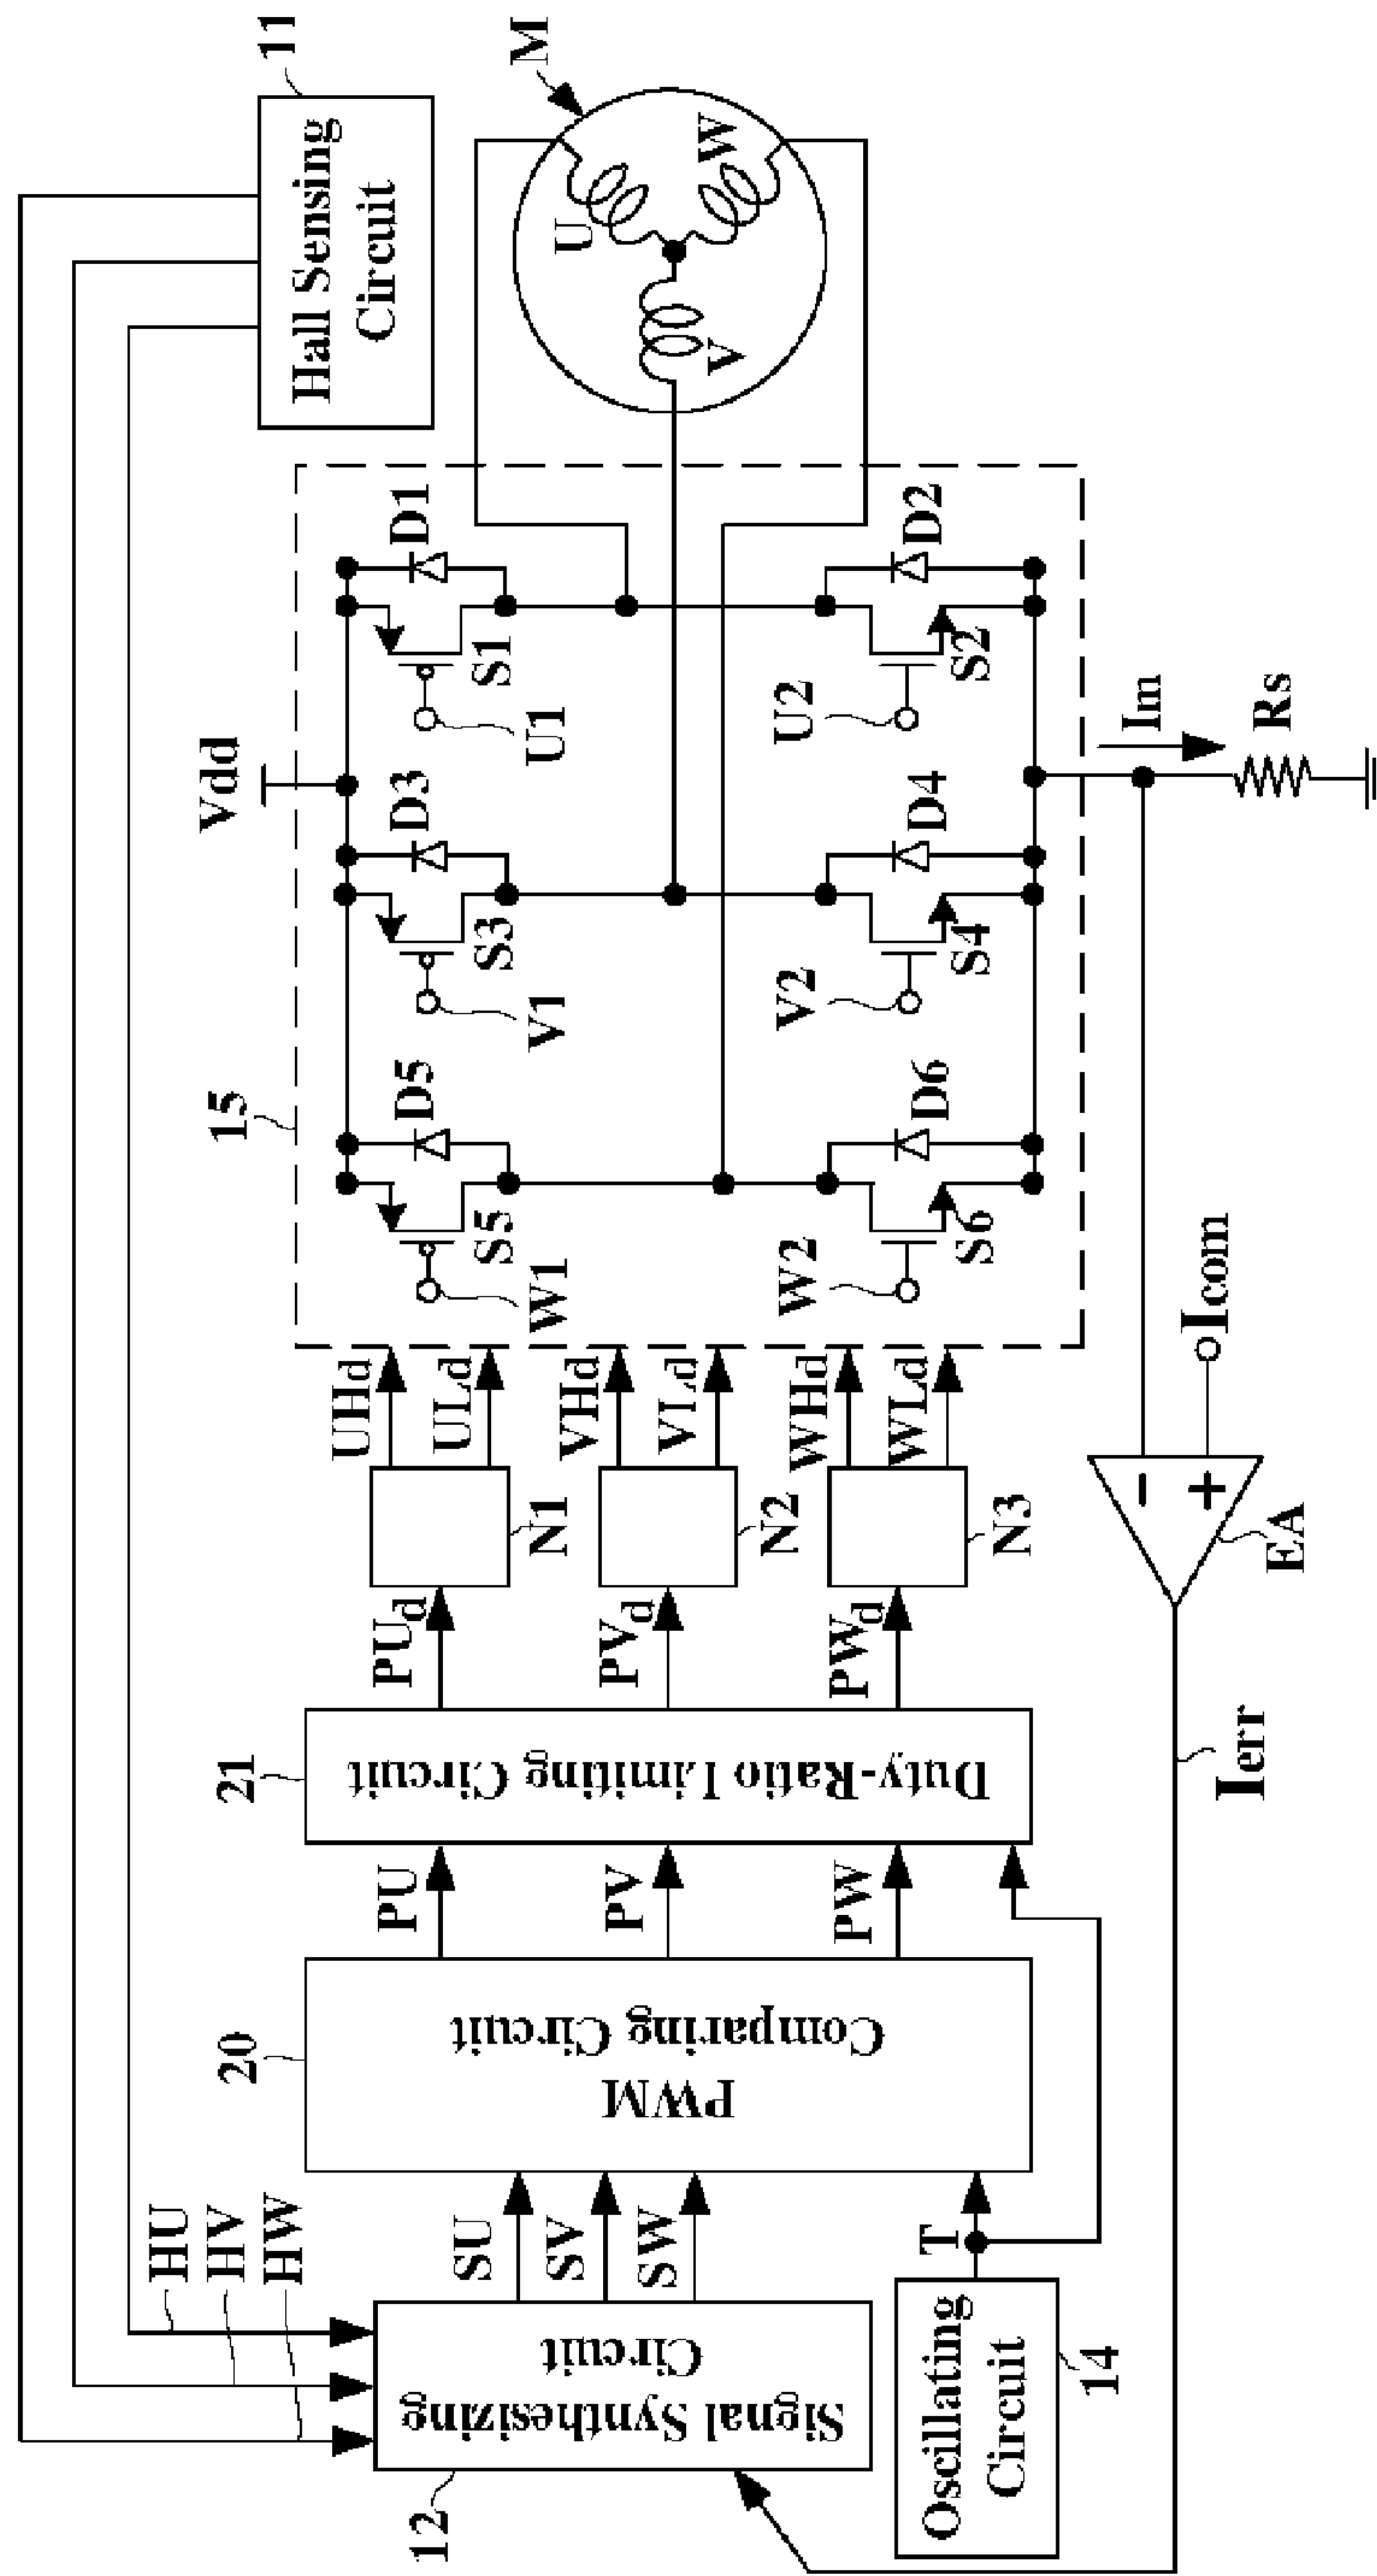 11
Hall Sensing
Circuit
M
U
V
W
HU
HV
HW
Vdd
15
D5
D3
D1
S5
S3
S1
W1
V1
U1
W2
V2
U2
D6
D4
D2
S6
S4
S2
Im
Rs
12
Signal Synthesizing
Circuit
SU
SV
SW
Oscillating
Circuit
14
T
20
PWM
Comparing Circuit
PU
PV
PW
21
Duty-Ratio Limiting Circuit
PUd
PVd
PWd
N1
N2
N3
UHd
ULd
VHd
VLd
WHd
WLd
-
+
EA
Icom
Ierr